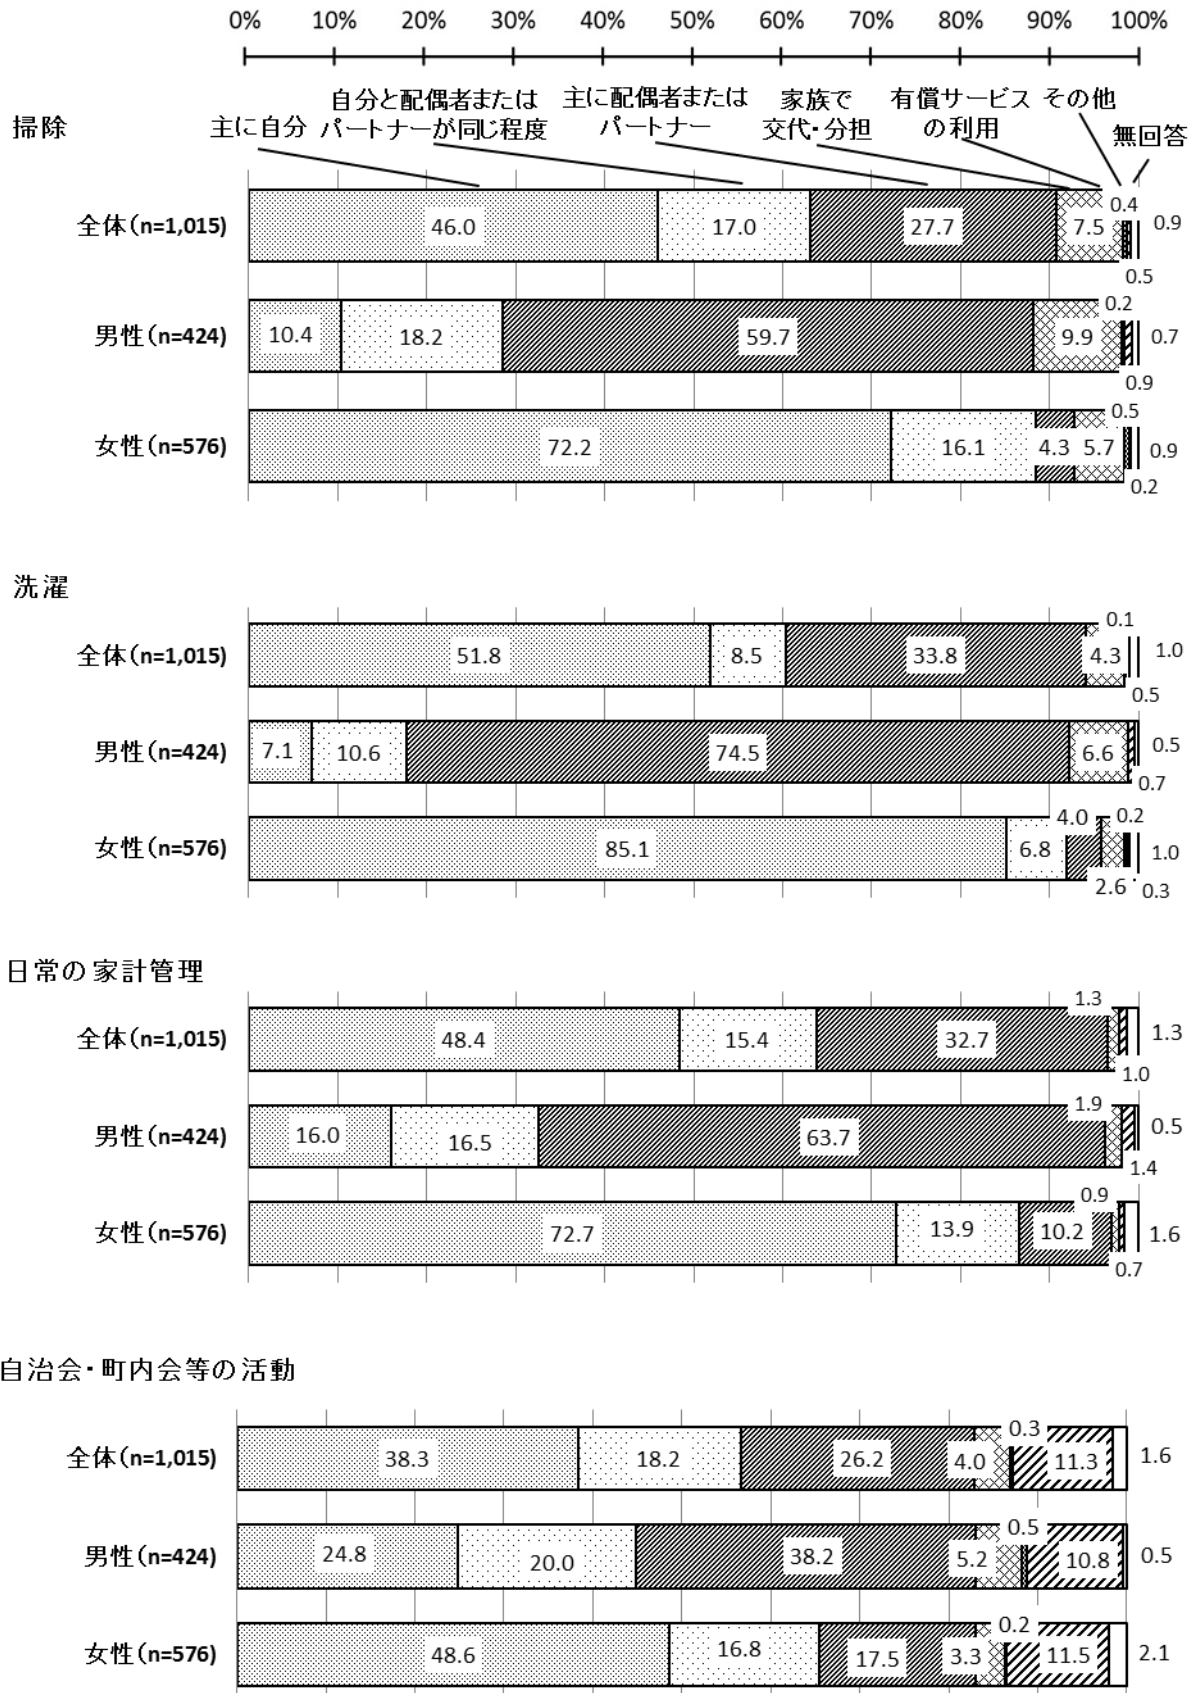 0% 10% 20% 30% 40% 50% 60% 70% 80% 90% 100%
掃除
主に自分
自分と配偶者または
パートナーが同じ程度
主に配偶者または
パートナー
家族で
交代・分担
有償サービス
の利用
その他
無回答
全体(n=1,015) 46.0 17.0 27.7 7.5 0.4 0.5 0.9
男性(n=424) 10.4 18.2 59.7 9.9 0.2 0.9 0.7
女性(n=576) 72.2 16.1 4.3 5.7 0.5 0.2 0.9
洗濯
全体(n=1,015) 51.8 8.5 33.8 4.3 0.1 0.5 1.0
男性(n=424) 7.1 10.6 74.5 6.6 0.7 0.5
女性(n=576) 85.1 6.8 4.0 2.6 0.2 0.3 1.0
日常の家計管理
全体(n=1,015) 48.4 15.4 32.7 1.3 1.0 1.3
男性(n=424) 16.0 16.5 63.7 1.9 1.4 0.5
女性(n=576) 72.7 13.9 10.2 0.9 0.7 1.6
自治会・町内会等の活動
全体(n=1,015) 38.3 18.2 26.2 4.0 0.3 11.3 1.6
男性(n=424) 24.8 20.0 38.2 5.2 0.5 10.8 0.5
女性(n=576) 48.6 16.8 17.5 3.3 0.2 11.5 2.1